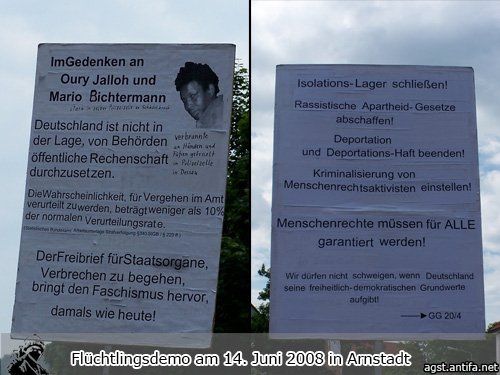 ImGedenken an
Oury Jalloh und
Mario Bichtermann
verbrannte
an Händen und
Füßen gefesselt
in Polizeizelle
in Dessau
Deutschland ist nicht in
der Lage, von Behörden
öffentliche Rechenschaft
durchzusetzen.
DieWahrscheinlichkeit, für Vergehen im Amt
verurteilt zu werden, beträgt weniger als 10%
der normalen Verurteilungsrate.
DerFreibrief fürStaatsorgane,
Verbrechen zu begehen,
bringt den Faschismus hervor,
damals wie heute!
Isolations-Lager schließen!
Rassistische Apartheid-Gesetze
abschaffen!
Deportation
und Deportations-Haft beenden!
Kriminalisierung von
Menschenrechtsaktivisten einstellen!
Menschenrechte müssen für ALLE
garantiert werden!
Wir dürfen nicht schweigen, wenn Deutschland
seine freiheitlich-demokratischen Grundwerte
aufgibt!
GG 20/4
Flüchtlingsdemo am 14. Juni 2008 in Arnstadt
agst.antifa.net